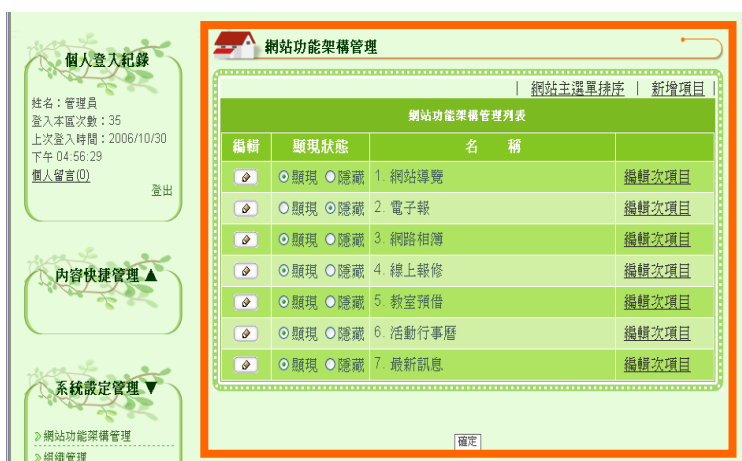 個人登入紀錄
姓名：管理員
登入本區次數：35
上次登入時間：2006/10/30
下午 04:56:29
個人留言(0)
登出
內容快捷管理▲
系統設定管理▼
網站功能架構管理
組織管理
網站功能架構管理
| 網站主選單排序 | 新增項目 |
網站功能架構管理列表
編輯 顯現狀態 名 稱
顯現 隱藏 1. 網站導覽 編輯次項目
顯現 隱藏 2. 電子報 編輯次項目
顯現 隱藏 3. 網路相簿 編輯次項目
顯現 隱藏 4. 線上報修 編輯次項目
顯現 隱藏 5. 教室預借 編輯次項目
顯現 隱藏 6. 活動行事曆 編輯次項目
顯現 隱藏 7. 最新訊息 編輯次項目
確定